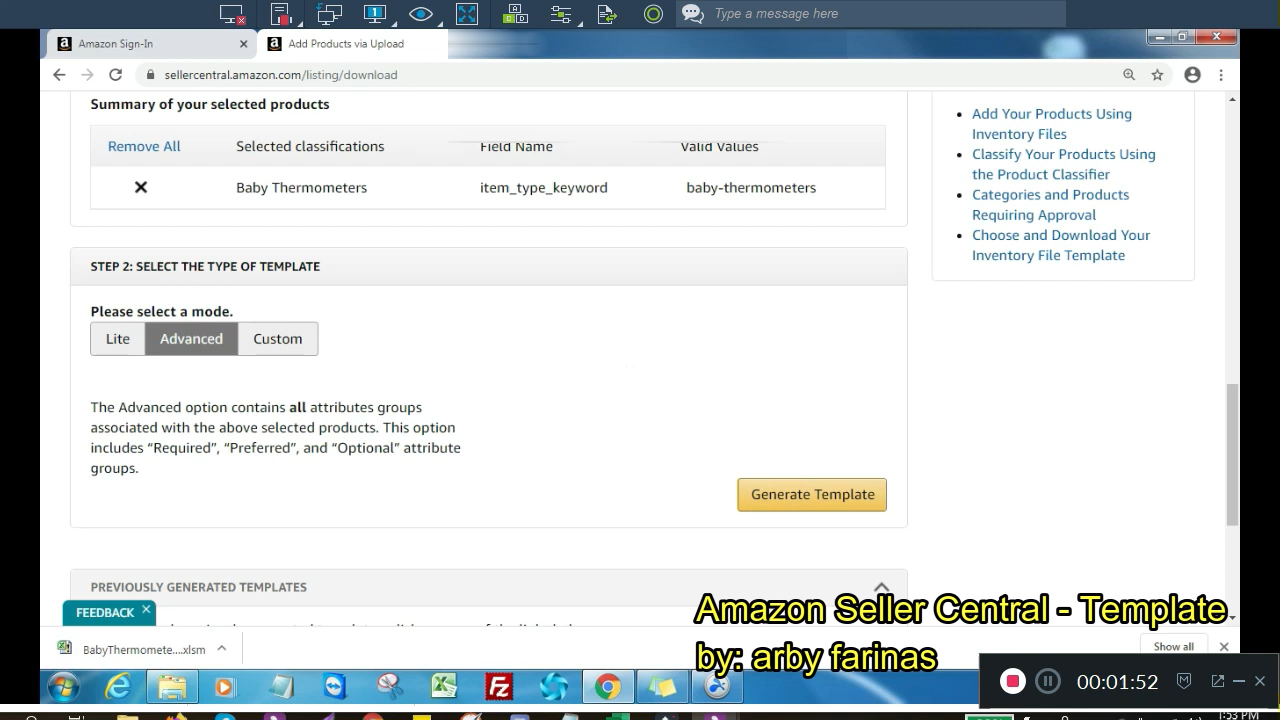 Type a message here
Amazon Sign-In
Add Products via Upload
sellercentral.amazon.com/listing/download
Summary of your selected products
Remove All Selected classifications Field Name Valid Values
Baby Thermometers item_type_keyword baby-thermometers
Add Your Products Using
Inventory Files
Classify Your Products Using
the Product Classifier
Categories and Products
Requiring Approval
Choose and Download Your
Inventory File Template
STEP 2: SELECT THE TYPE OF TEMPLATE
Please select a mode.
Lite Advanced Custom
The Advanced option contains all attributes groups
associated with the above selected products. This option
includes “Required”, “Preferred”, and “Optional” attribute
groups.
Generate Template
PREVIOUSLY GENERATED TEMPLATES
FEEDBACK
Amazon Seller Central - Template
by: arby farinas
BabyThermomete....xlsm
Show all
00:01:52
1:53 PM